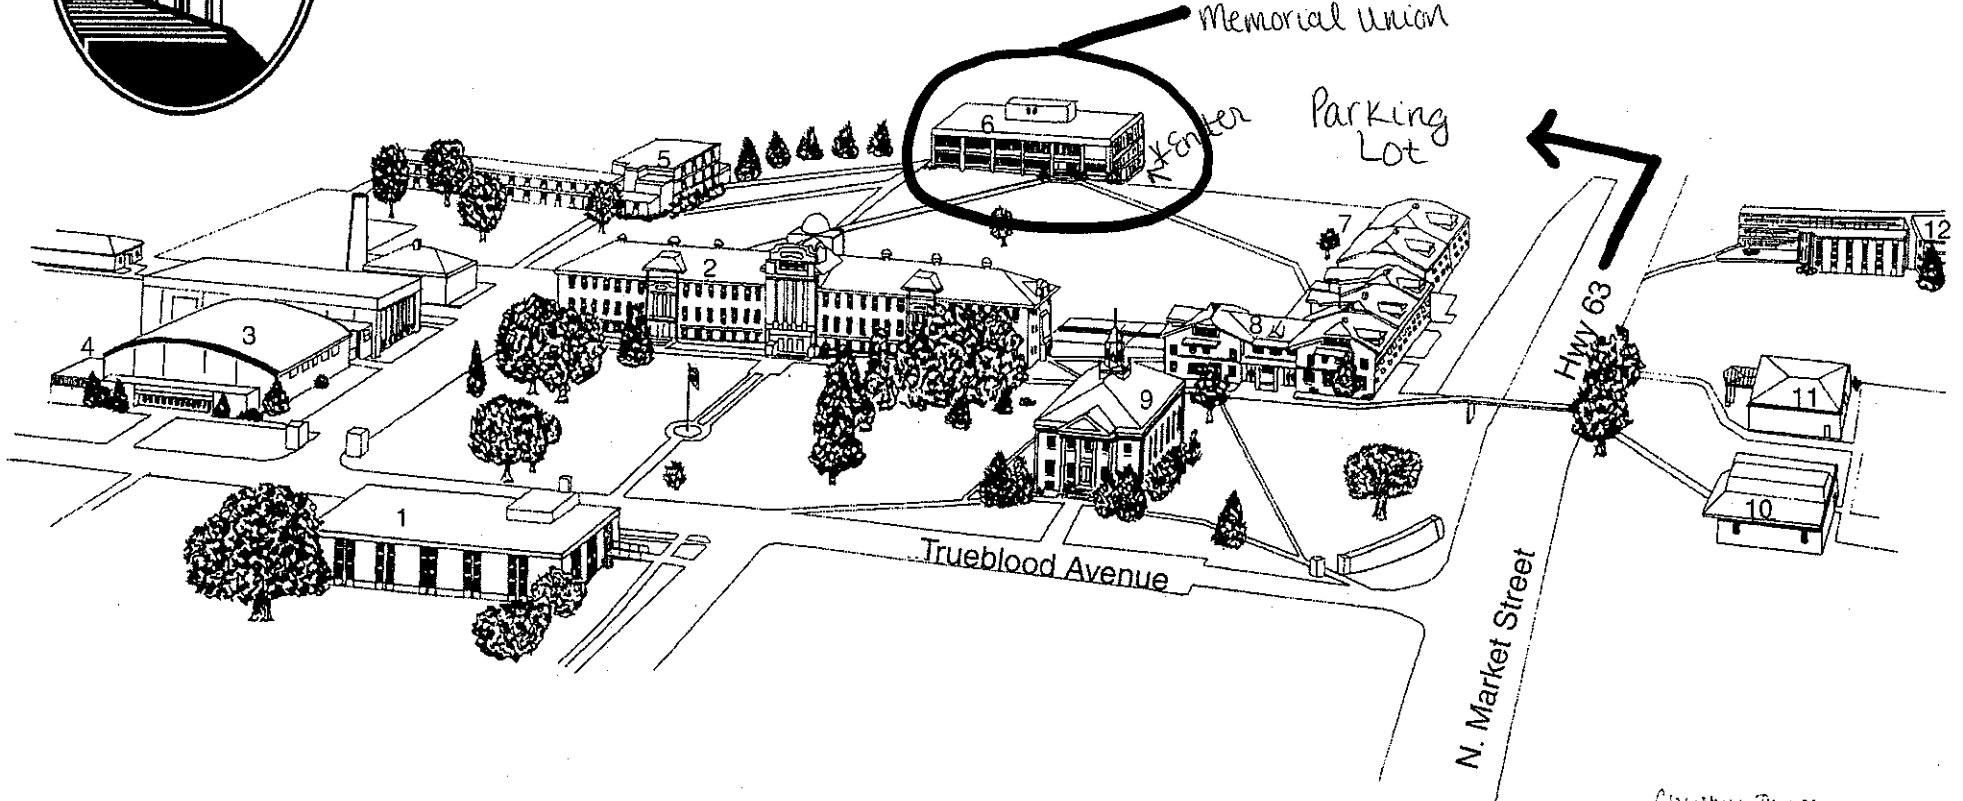 Memorial Union
Parking
Lot
Enter
6
5
7
12
2
Hwy 63
3
4
8
11
9
10
1
Trueblood Avenue
N. Market Street